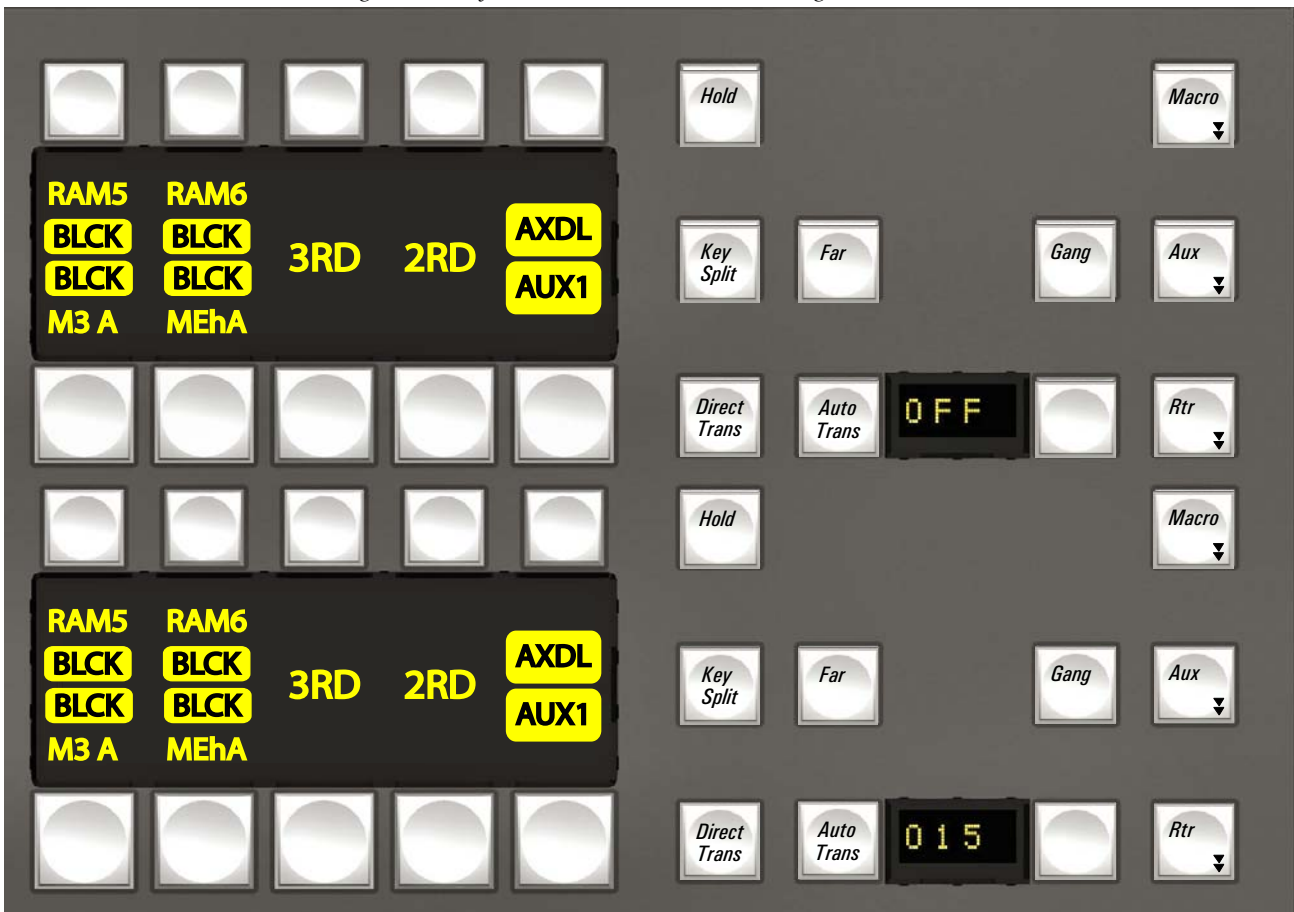 Hold
Macro
RAM5 RAM6
BLCK BLCK
BLCK BLCK
M3 A MEhA
3RD 2RD
AXDL
AUX1
Key
Split
Far
Gang
Aux
Direct
Trans
Auto
Trans
OFF
Rtr
Hold
Macro
RAM5 RAM6
BLCK BLCK
BLCK BLCK
M3 A MEhA
3RD 2RD
AXDL
AUX1
Key
Split
Far
Gang
Aux
Direct
Trans
Auto
Trans
015
Rtr